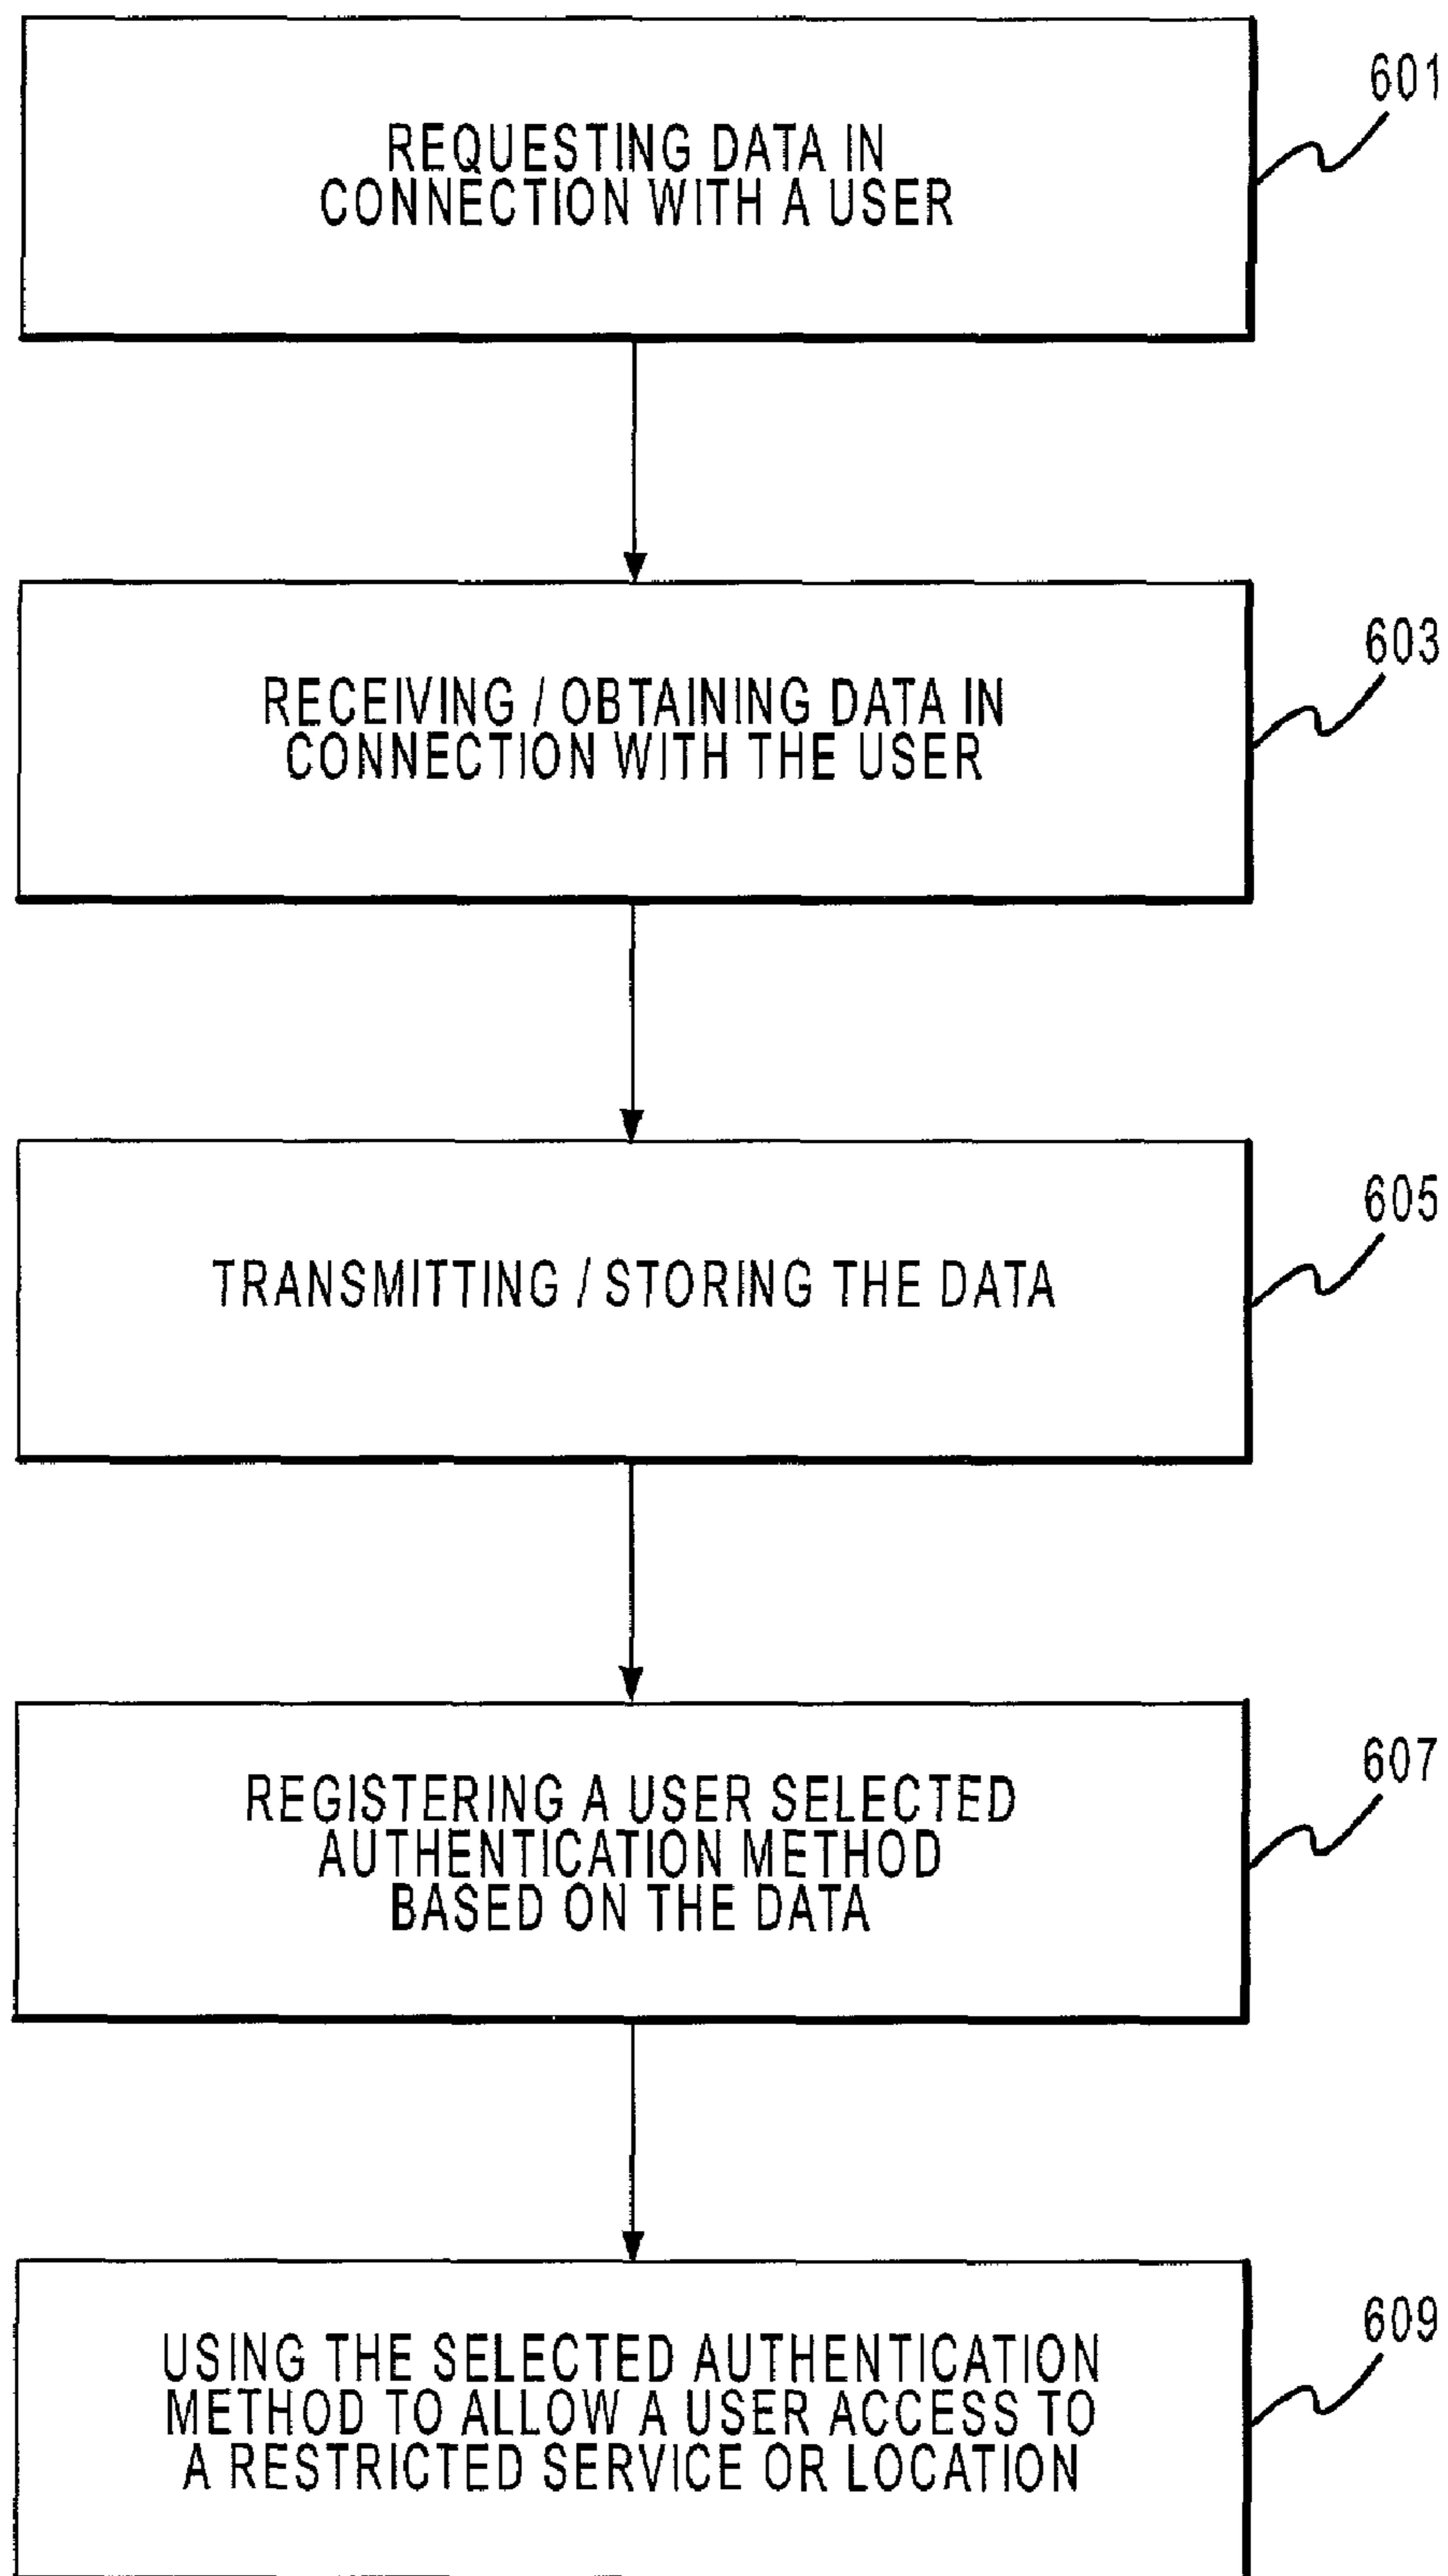 601
REQUESTING DATA IN
CONNECTION WITH A USER
603
RECEIVING / OBTAINING DATA IN
CONNECTION WITH THE USER
605
TRANSMITTING / STORING THE DATA
607
REGISTERING A USER SELECTED
AUTHENTICATION METHOD
BASED ON THE DATA
609
USING THE SELECTED AUTHENTICATION
METHOD TO ALLOW A USER ACCESS TO
A RESTRICTED SERVICE OR LOCATION